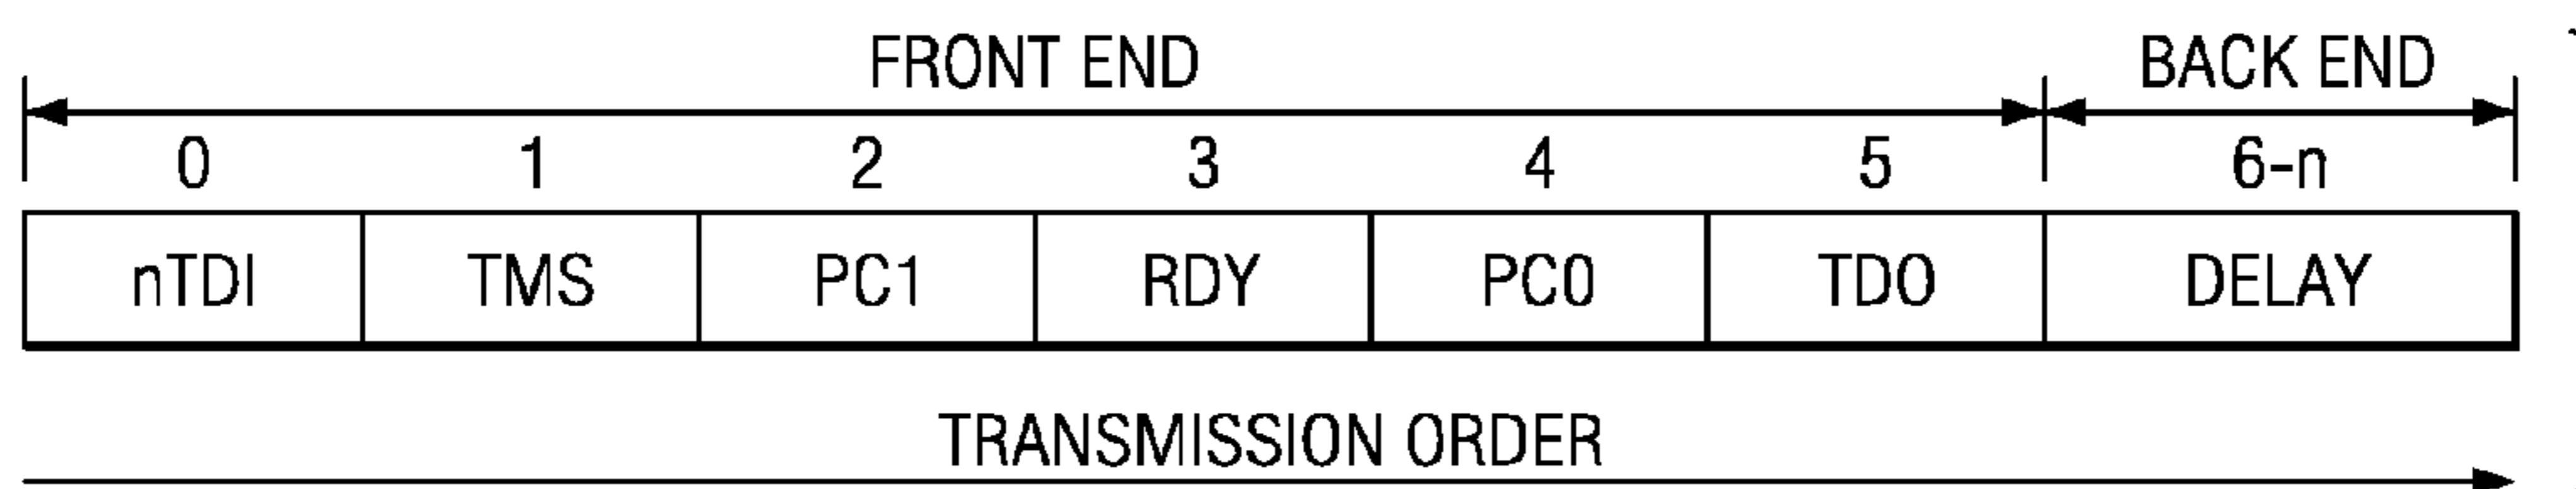 FRONT END BACK END
0 1 2 3 4 5 6-n
nTDI TMS PC1 RDY PC0 TDO DELAY
TRANSMISSION ORDER